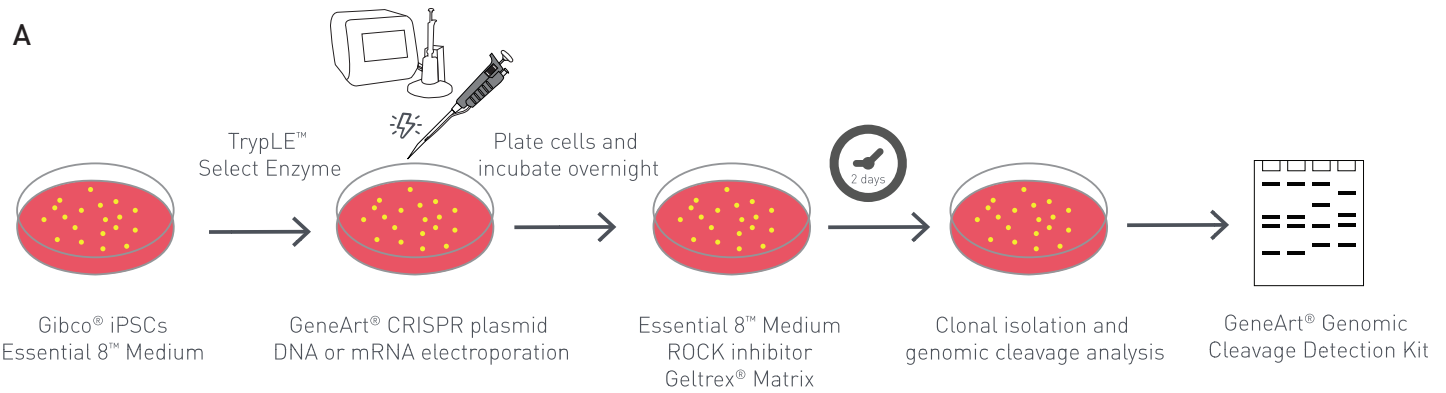 A
TrypLE™
Select Enzyme
Plate cells and
incubate overnight
2 days
Gibco® iPSCs
Essential 8™ Medium
GeneArt® CRISPR plasmid
DNA or mRNA electroporation
Essential 8™ Medium
ROCK inhibitor
Geltrex® Matrix
Clonal isolation and
genomic cleavage analysis
GeneArt® Genomic
Cleavage Detection Kit